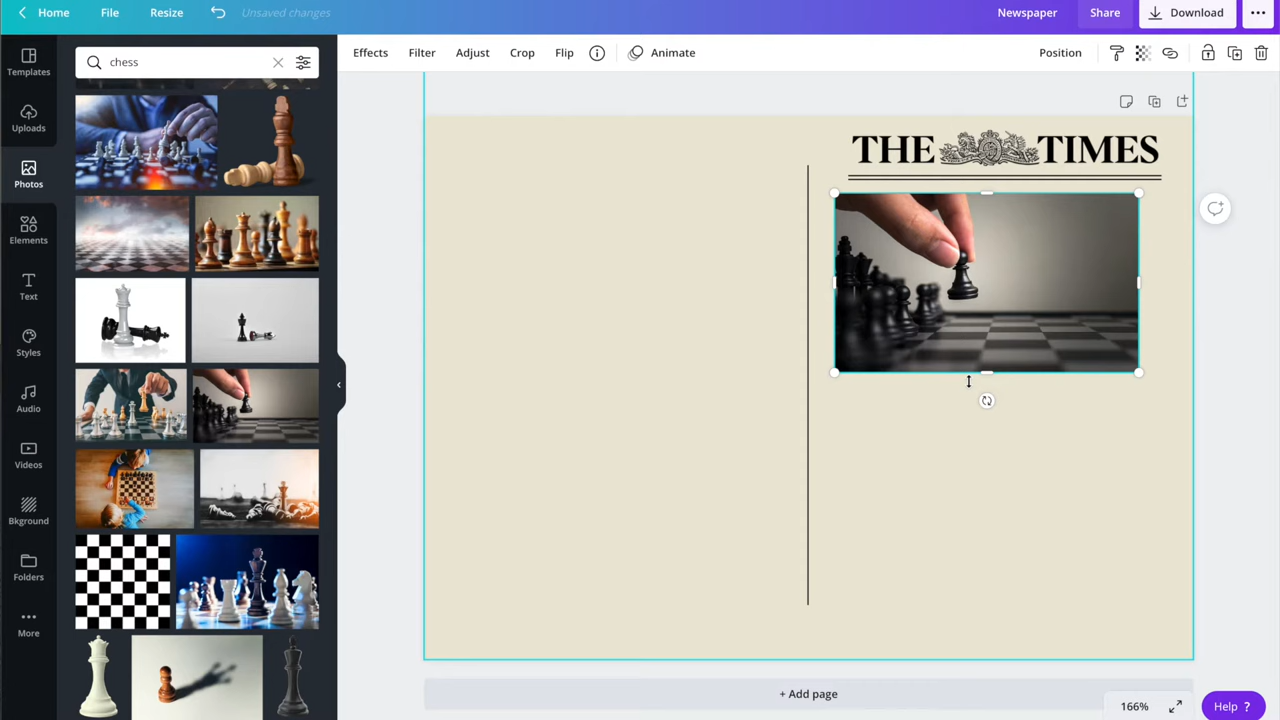 Home
File
Resize
Unsaved changes
Newspaper
Share
Download
Templates
Uploads
Photos
Elements
Text
Styles
Audio
Videos
Bkground
Folders
More
chess
Effects
Filter
Adjust
Crop
Flip
Animate
Position
THE TIMES
+ Add page
166%
Help ?